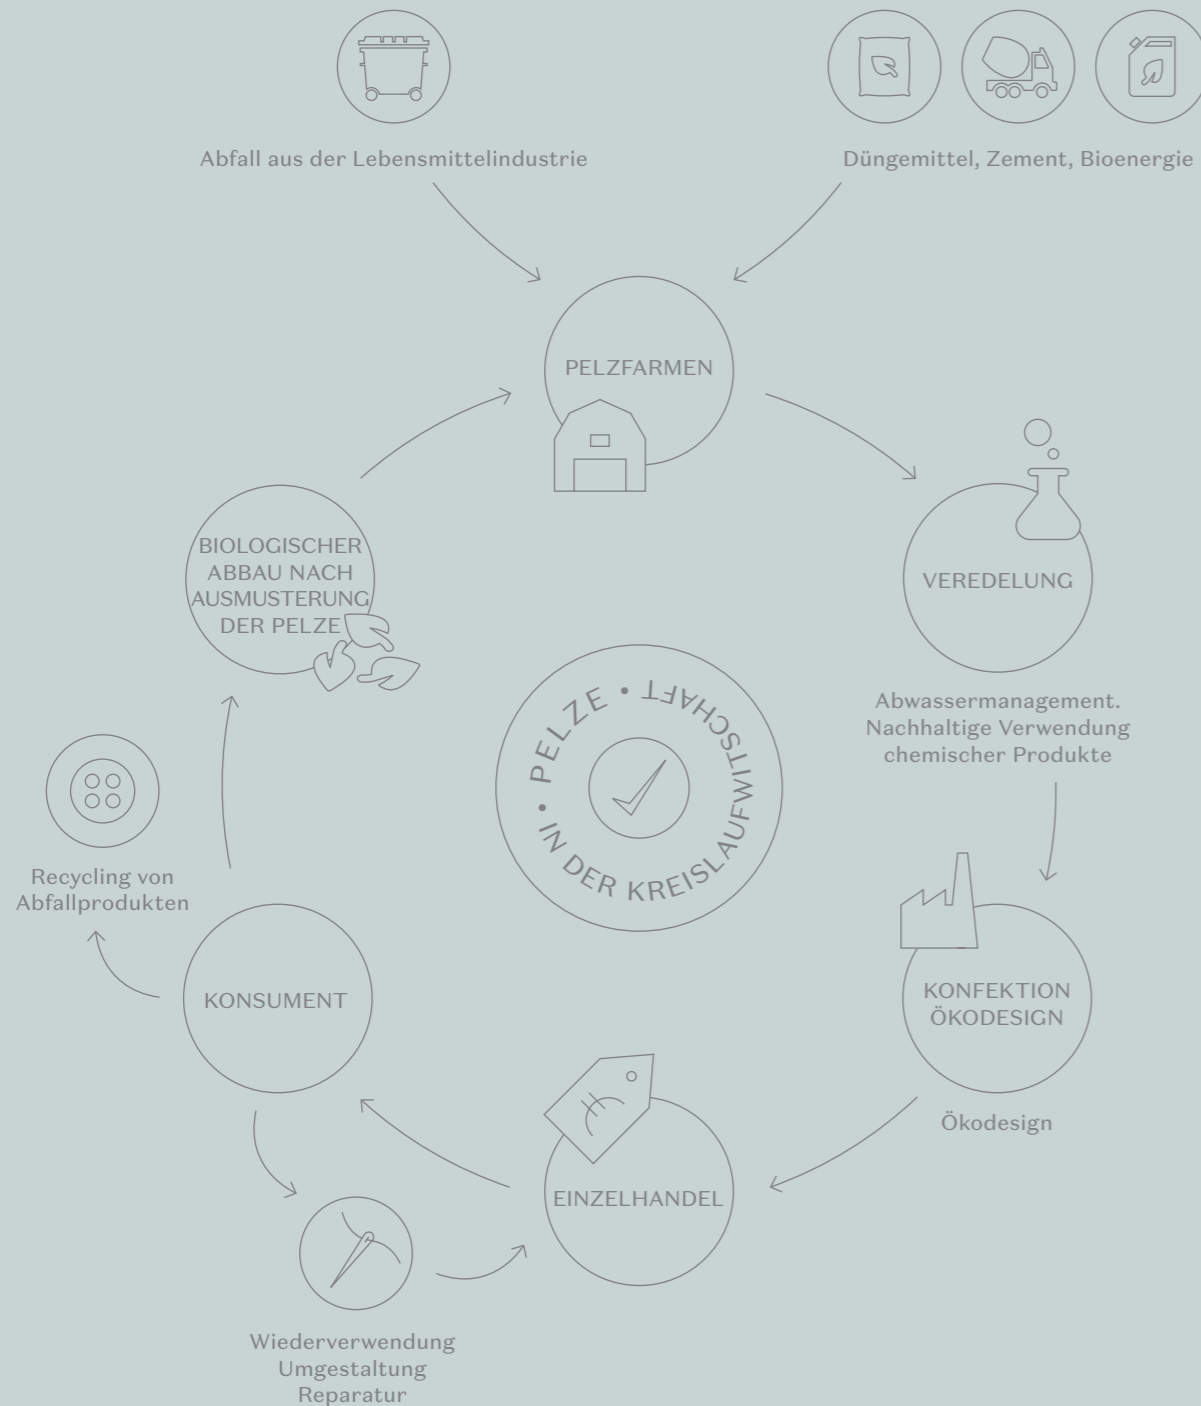 Abfall aus der Lebensmittelindustrie
Düngemittel, Zement, Bioenergie
PELZFARMEN
BIOLOGISCHER
ABBAU NACH
AUSMUSTERUNG
DER PELZE
VEREDELUNG
Abwassermanagement.
Nachhaltige Verwendung
chemischer Produkte
• PELZE • IN DER KREISLAUFWITSCHAFT
Recycling von
Abfallprodukten
KONSUMENT
KONFEKTION
ÖKODESIGN
Ökodesign
EINZELHANDEL
Wiederverwendung
Umgestaltung
Reparatur